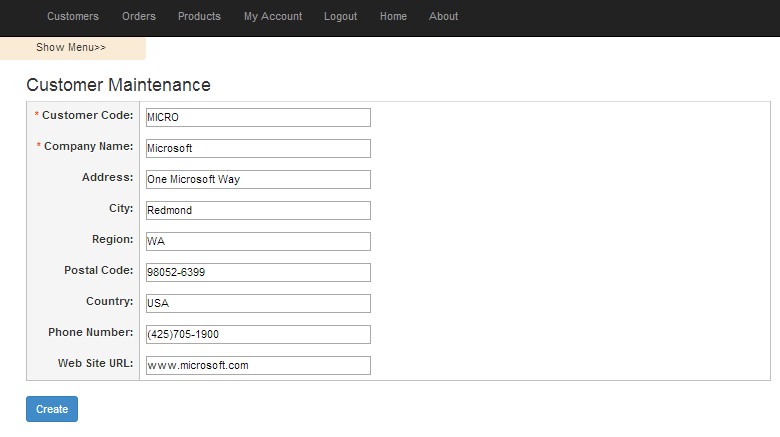 Customers Orders Products My Account Logout Home About
Show Menu>>
Customer Maintenance
* Customer Code: MICRO
* Company Name: Microsoft
Address: One Microsoft Way
City: Redmond
Region: WA
Postal Code: 98052-6399
Country: USA
Phone Number: (425)705-1900
Web Site URL: www.microsoft.com
Create